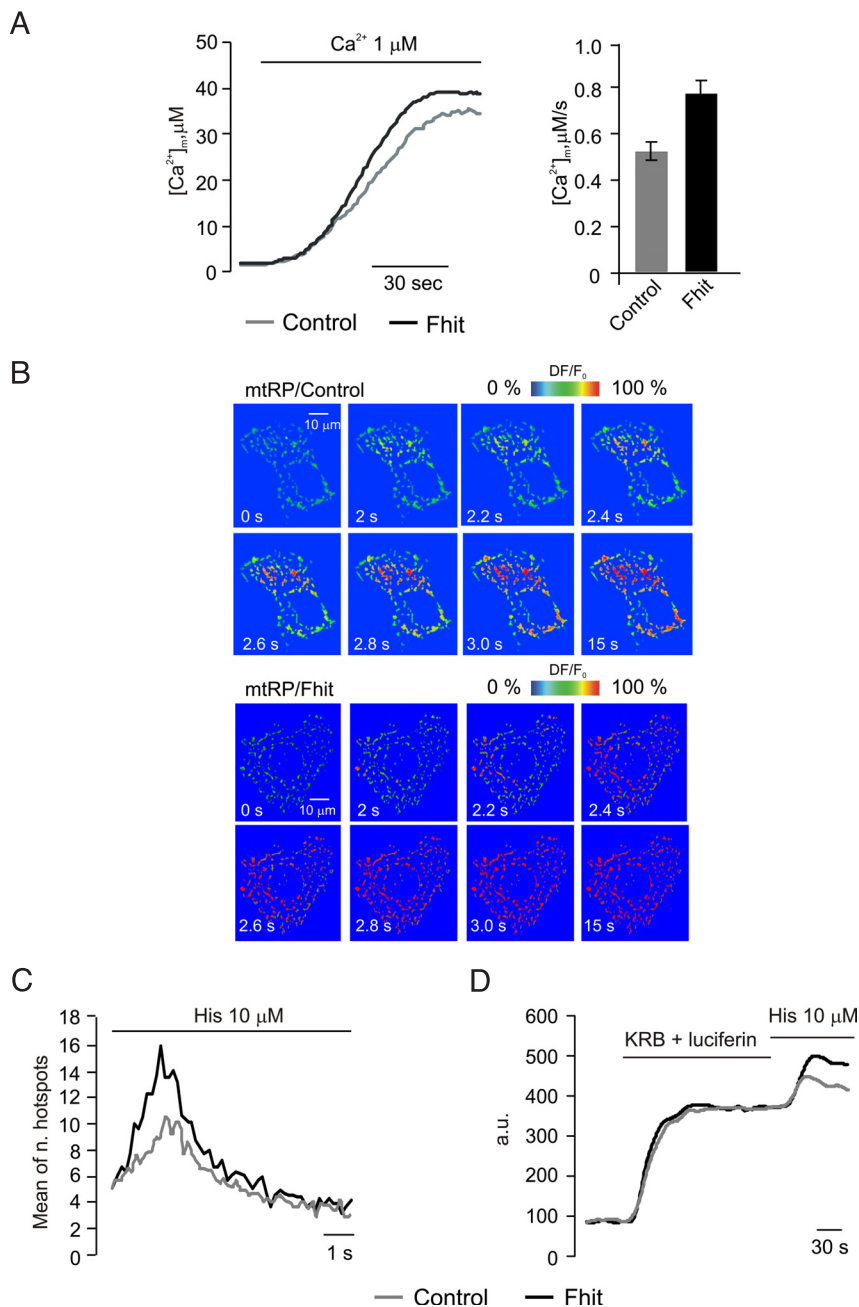 A
Ca²⁺ 1 μM
[Ca²⁺]ₘ,μM
50
40
30
20
10
0
30 sec
Control
Fhit
[Ca²⁺]ₘ,μM/s
1.0
0.8
0.6
0.4
0.2
0
Control
Fhit
B
mtRP/Control
DF/F₀
0 %
100 %
10 μm
0 s
2 s
2.2 s
2.4 s
2.6 s
2.8 s
3.0 s
15 s
mtRP/Fhit
DF/F₀
0 %
100 %
10 μm
0 s
2 s
2.2 s
2.4 s
2.6 s
2.8 s
3.0 s
15 s
C
His 10 μM
Mean of n. hotspots
18
16
14
12
10
8
6
4
2
0
1 s
D
KRB + luciferin
His 10 μM
a.u.
600
500
400
300
200
100
0
30 s
Control
Fhit